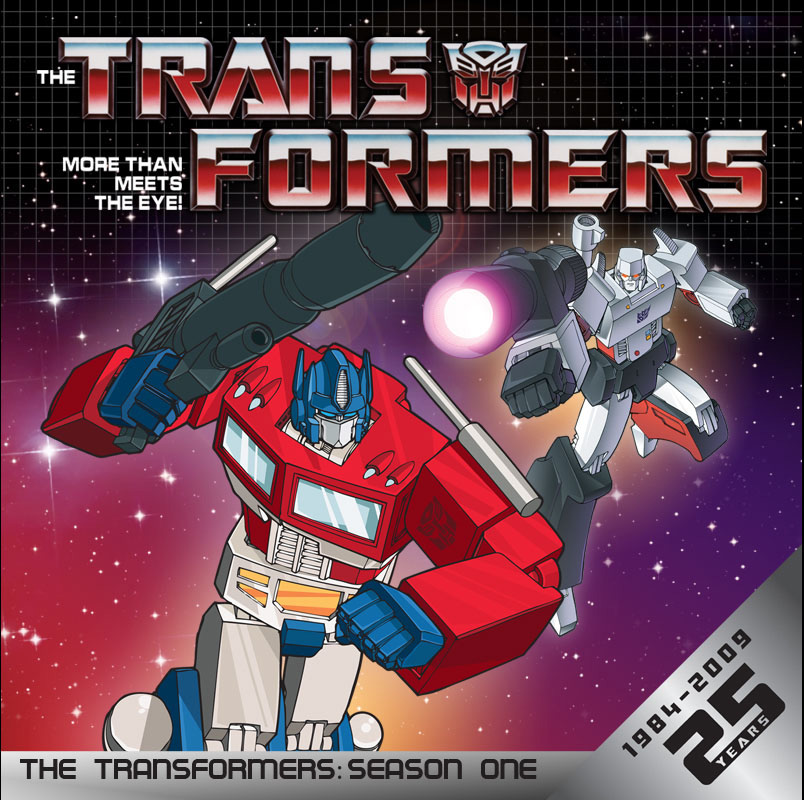 THE TRANS
FORMERS
MORE THAN
MEETS
THE EYE!
1984-2009
25
YEARS
THE TRANSFORMERS: SEASON ONE